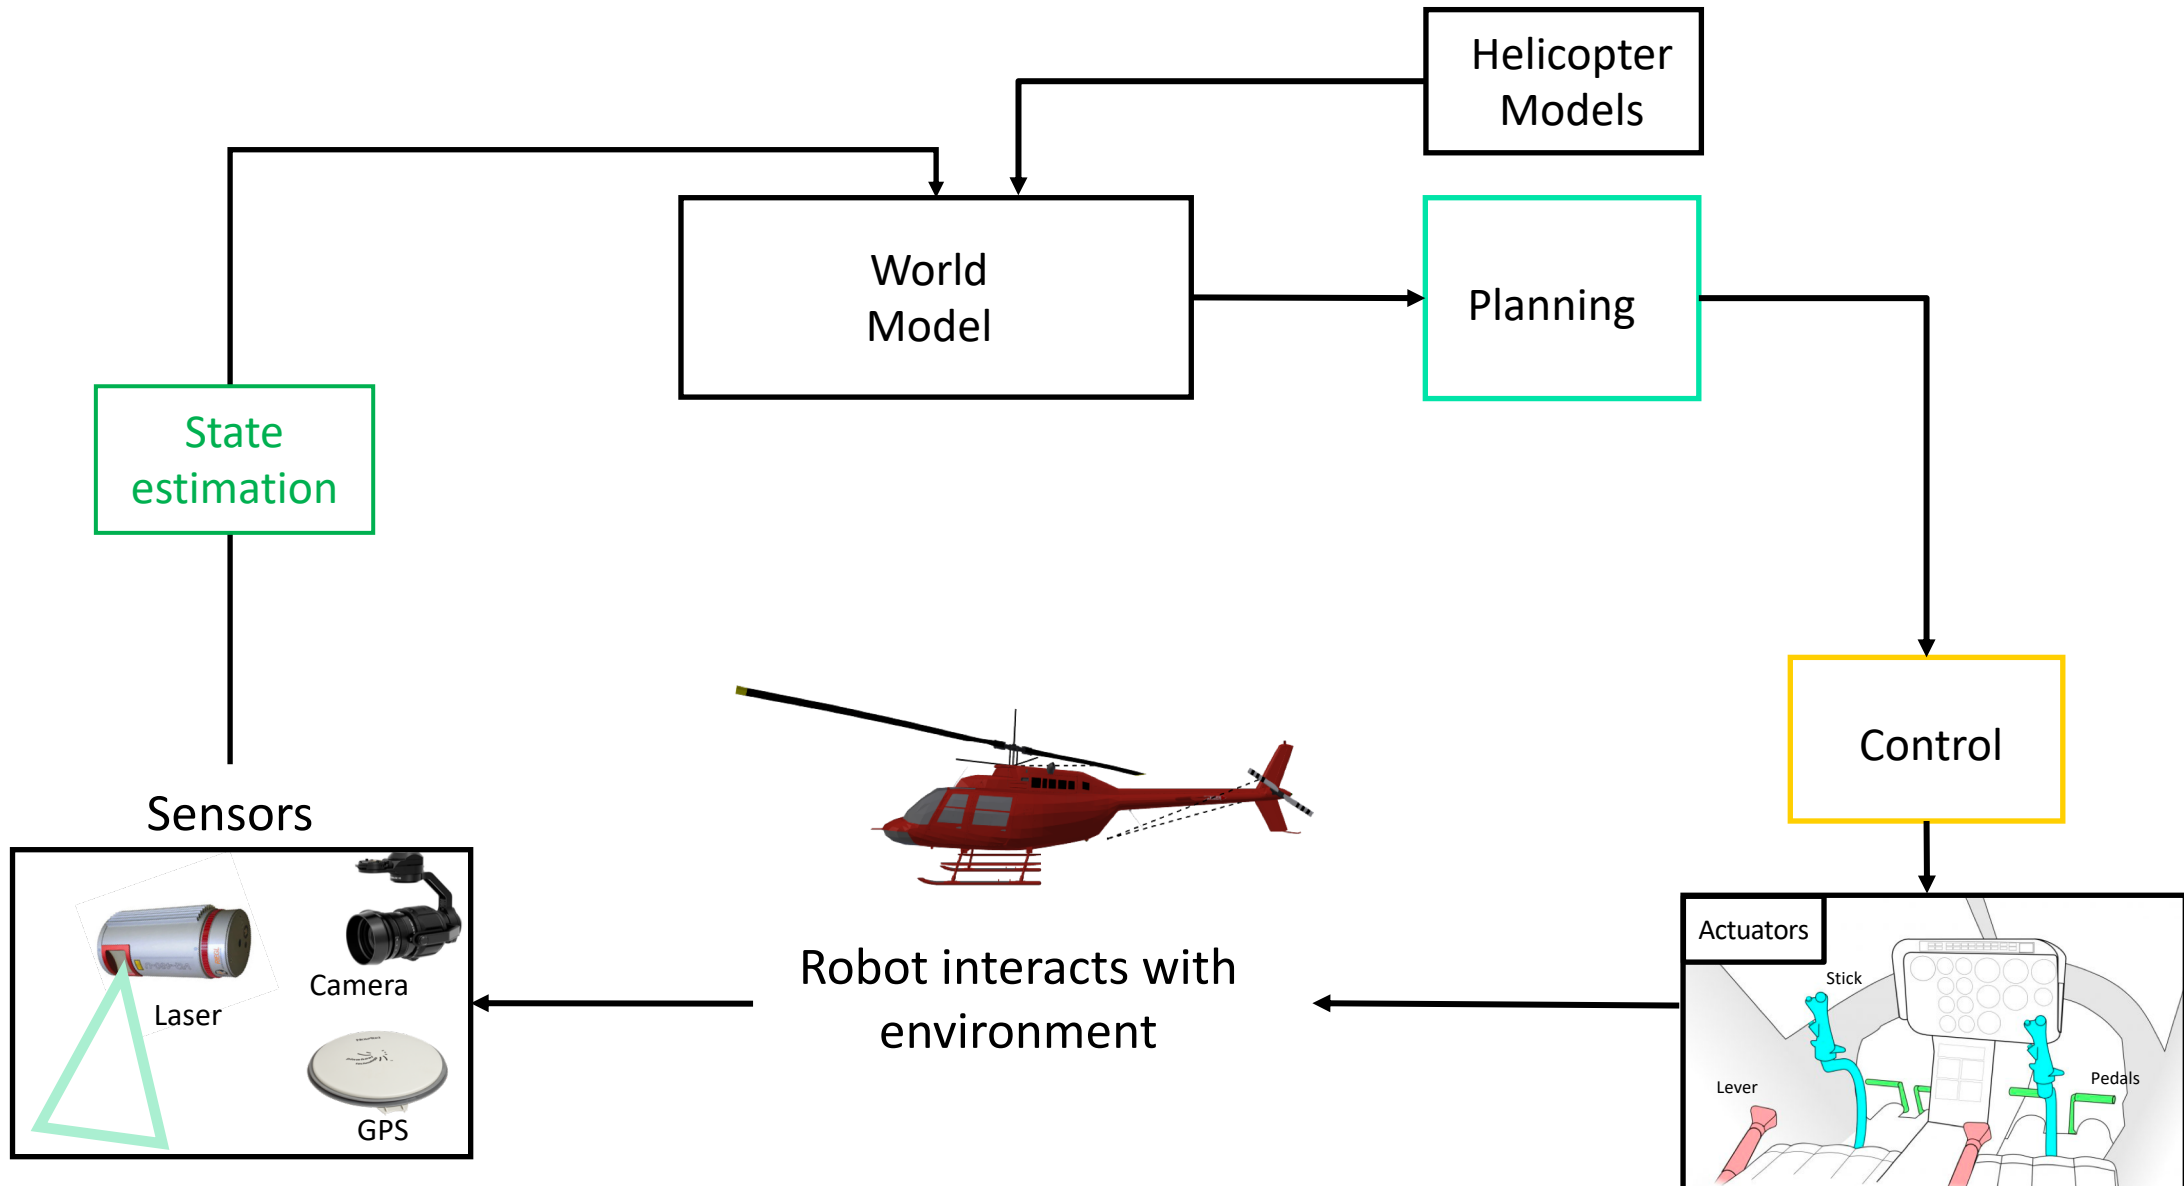 Helicopter
Models
World
Model
Planning
State
estimation
Control
Sensors
Camera
Laser
GPS
Robot interacts with
environment
Actuators
Stick
Lever
Pedals